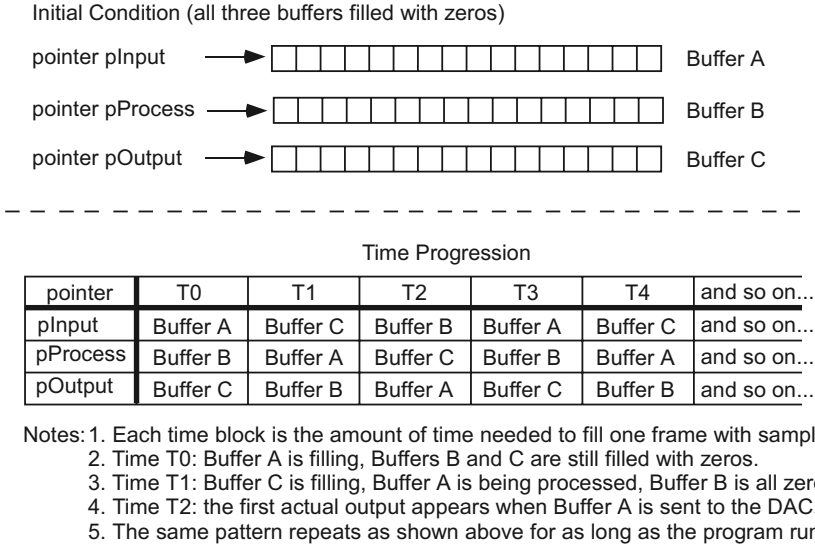 Initial Condition (all three buffers filled with zeros)
pointer pInput Buffer A
pointer pProcess Buffer B
pointer pOutput Buffer C
Time Progression
pointer T0 T1 T2 T3 T4 and so on...
pInput Buffer A Buffer C Buffer B Buffer A Buffer C and so on...
pProcess Buffer B Buffer A Buffer C Buffer B Buffer A and so on...
pOutput Buffer C Buffer B Buffer A Buffer C Buffer B and so on...
Notes: 1. Each time block is the amount of time needed to fill one frame with
2. Time T0: Buffer A is filling, Buffers B and C are still filled with zeros.
3. Time T1: Buffer C is filling, Buffer A is being processed, Buffer B is all
4. Time T2: the first actual output appears when Buffer A is sent to the DAC
5. The same pattern repeats as shown above for as long as the program